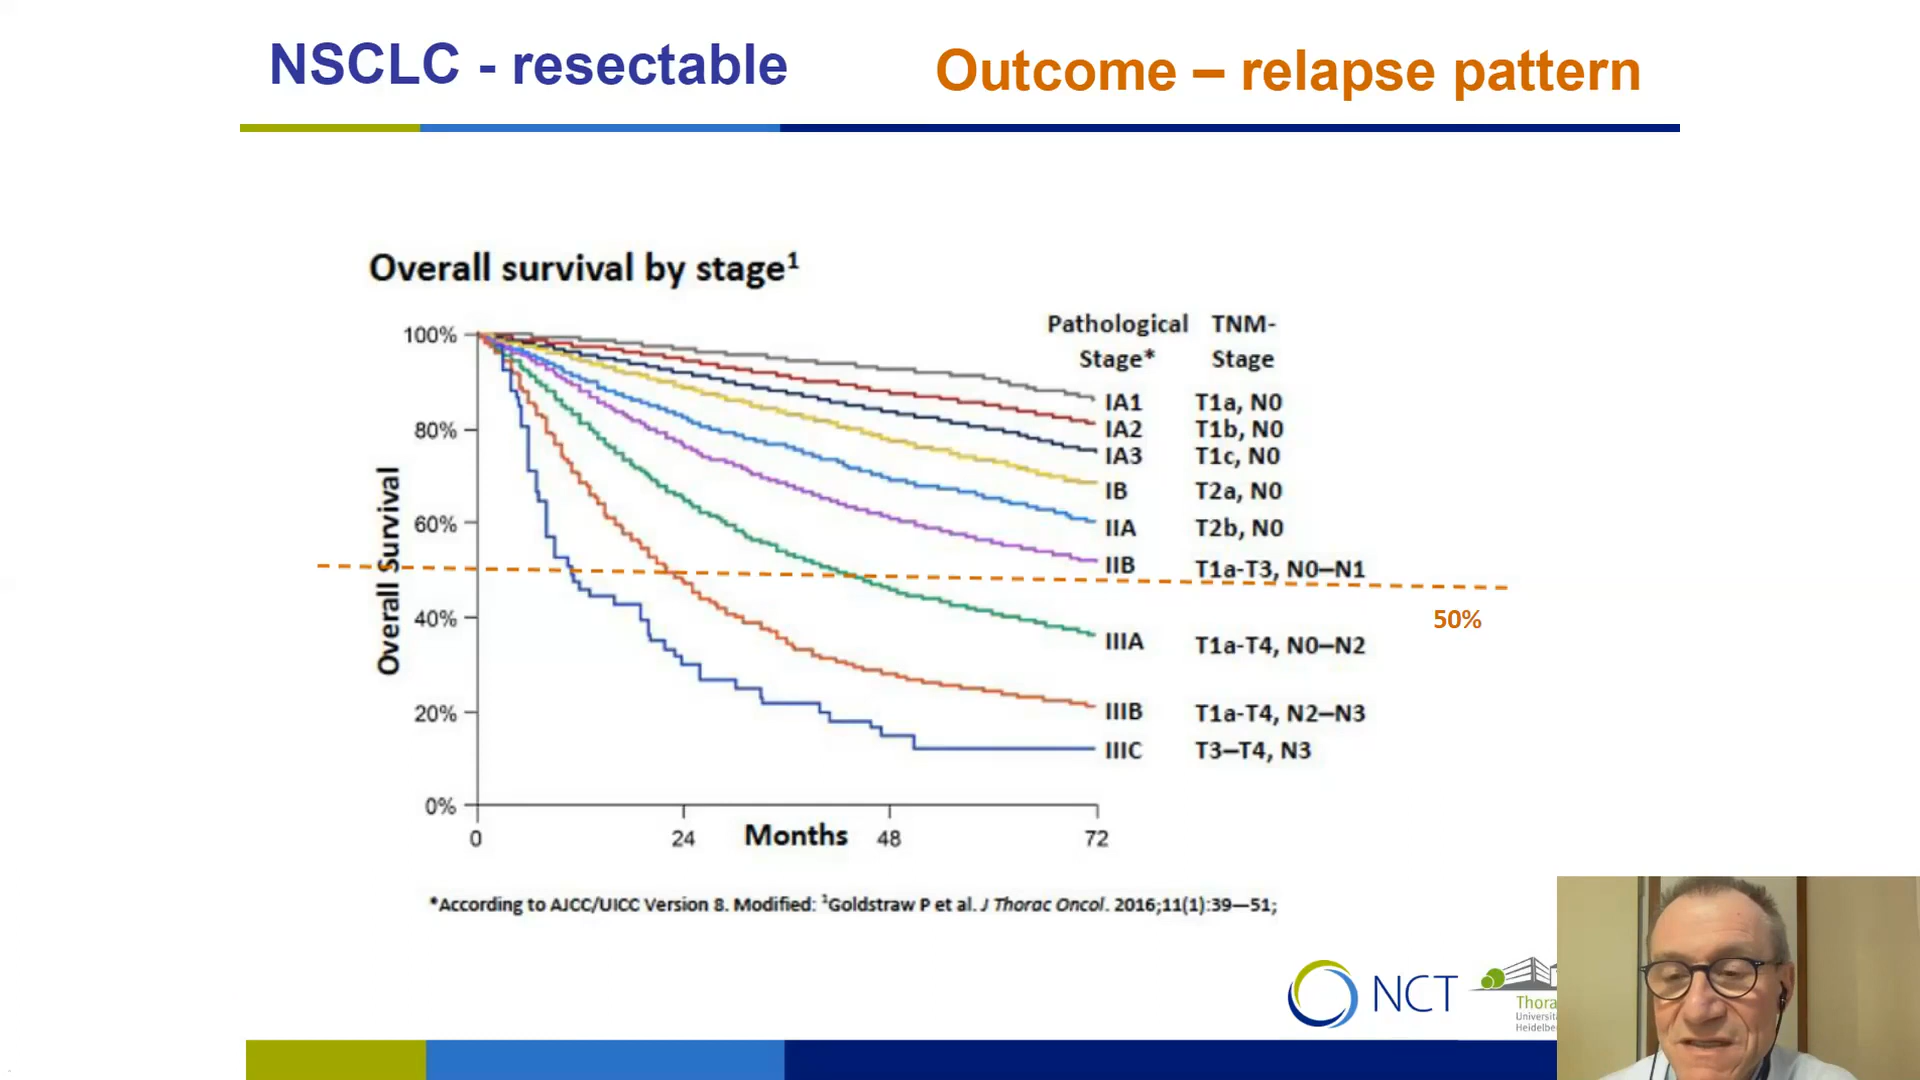 NSCLC - resectable
Outcome – relapse pattern
Overall survival by stage¹
Pathological Stage*
TNM-Stage
100%
80%
60%
40%
20%
0%
Overall Survival
IA1 T1a, N0
IA2 T1b, N0
IA3 T1c, N0
IB T2a, N0
IIA T2b, N0
IIB T1a-T3, N0–N1
50%
IIIA T1a-T4, N0–N2
IIIB T1a-T4, N2–N3
IIIC T3–T4, N3
0 24 48 72
Months
*According to AJCC/UICC Version 8. Modified: ¹Goldstraw P et al. J Thorac Oncol. 2016;11(1):39—51;
NCT